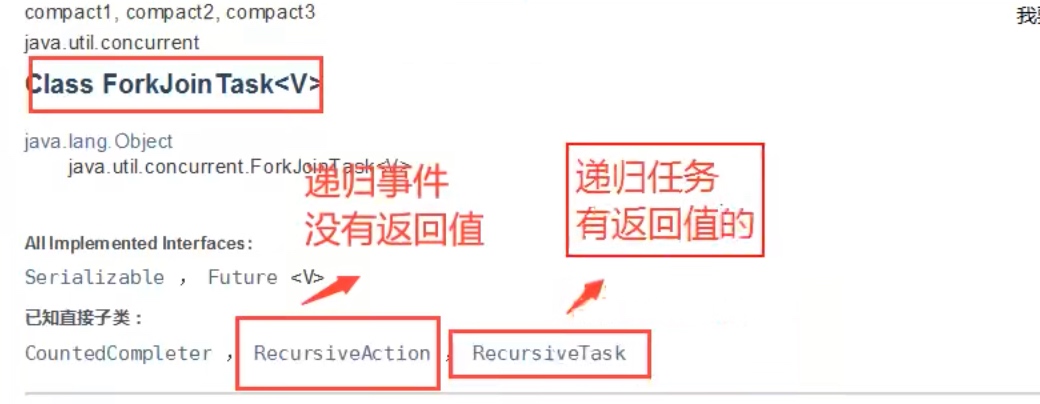 compact1, compact2, compact3
我
java.util.concurrent
Class ForkJoinTask<V>
java.lang.Object
java.util.concurrent.ForkJoinTask<V>
递归事件
没有返回值
递归任务
有返回值的
All Implemented Interfaces:
Serializable , Future <V>
已知直接子类：
CountedCompleter , RecursiveAction , RecursiveTask